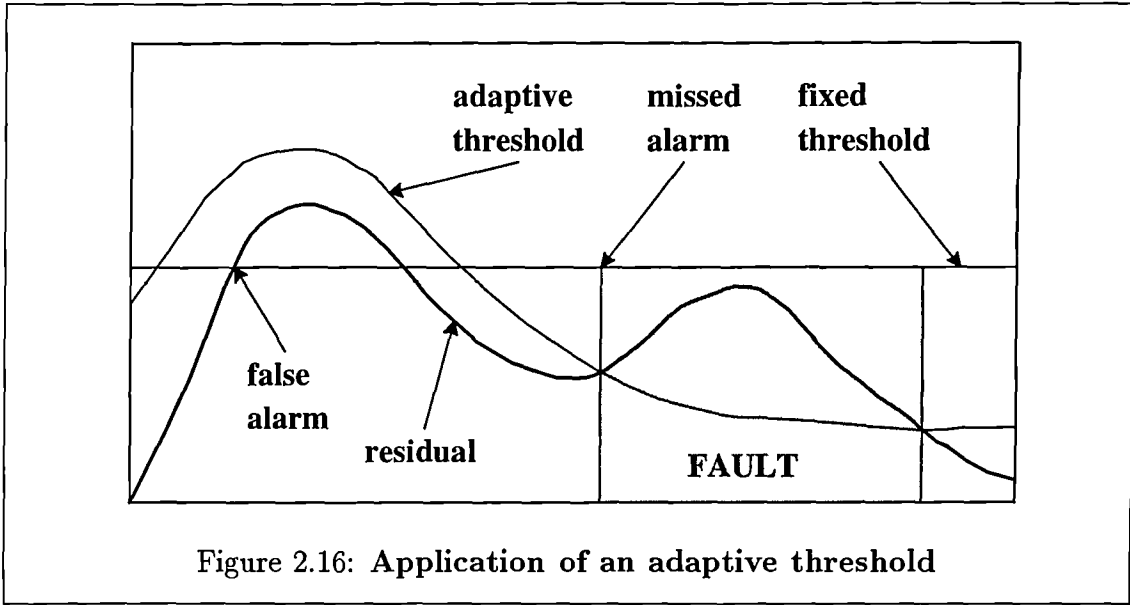 adaptive
threshold
missed
alarm
fixed
threshold
false
alarm
residual
FAULT
Figure 2.16: Application of an adaptive threshold